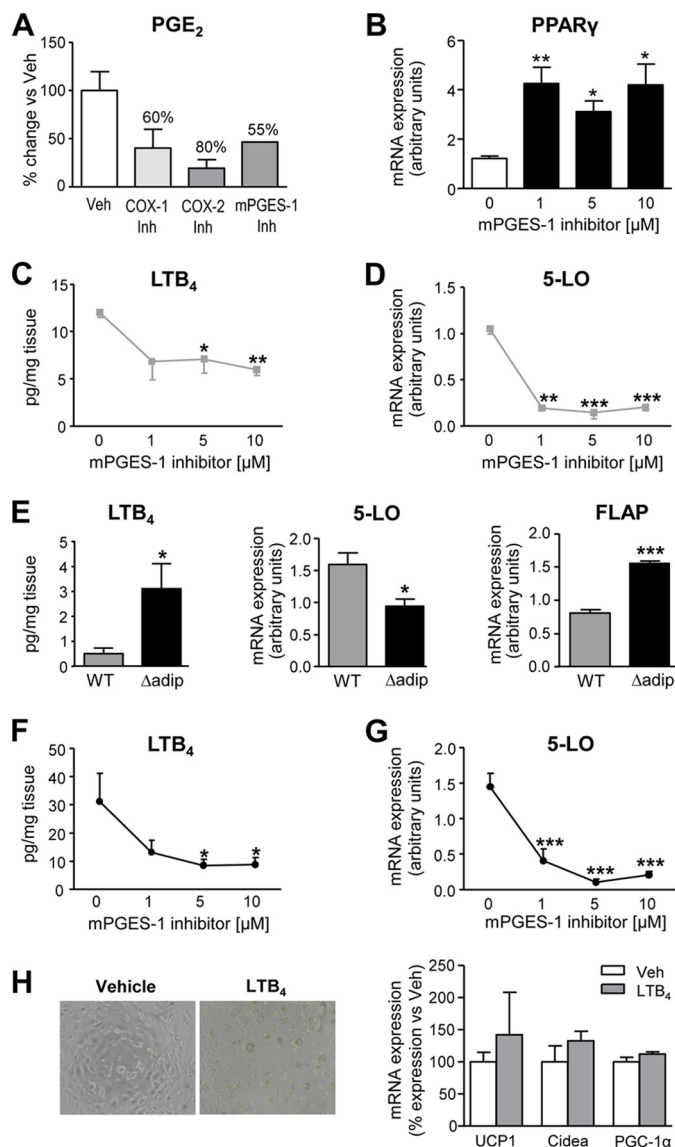 A
PGE2
% change vs Veh
150
100
50
0
60%
80%
55%
Veh
COX-1
Inh
COX-2
Inh
mPGES-1
Inh
B
PPARγ
mRNA expression
(arbitrary units)
6
4
2
0
**
*
*
0 1 5 10
mPGES-1 inhibitor [µM]
C
LTB4
pg/mg tissue
15
10
5
0
*
**
0 1 5 10
mPGES-1 inhibitor [µM]
D
5-LO
mRNA expression
(arbitrary units)
1.5
1.0
0.5
0.0
** *** ***
0 1 5 10
mPGES-1 inhibitor [µM]
E
LTB4
pg/mg tissue
5
4
3
2
1
0
*
WT Δadip
5-LO
mRNA expression
(arbitrary units)
2.0
1.5
1.0
0.5
0.0
*
WT Δadip
FLAP
mRNA expression
(arbitrary units)
2.0
1.5
1.0
0.5
0.0
***
WT Δadip
F
LTB4
pg/mg tissue
50
40
30
20
10
0
* *
0 1 5 10
mPGES-1 inhibitor [µM]
G
5-LO
mRNA expression
(arbitrary units)
2.0
1.5
1.0
0.5
0.0
*** *** ***
0 1 5 10
mPGES-1 inhibitor [µM]
H
Vehicle
LTB4
mRNA expression
(% expression vs Veh)
250
200
150
100
50
0
Veh
LTB4
UCP1 Cidea PGC-1α